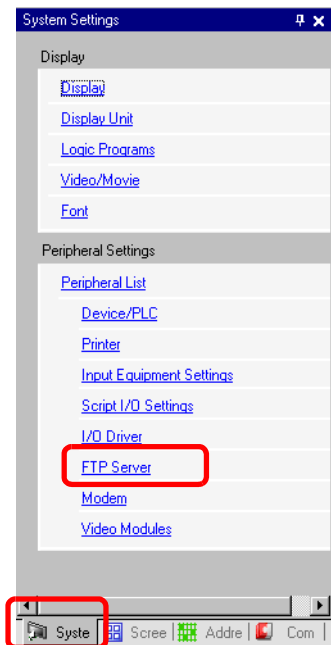 System Settings
Display
Display
Display Unit
Logic Programs
Video/Movie
Font
Peripheral Settings
Peripheral List
Device/PLC
Printer
Input Equipment Settings
Script I/O Settings
I/O Driver
FTP Server
Modem
Video Modules
Syste Scree Addre Com